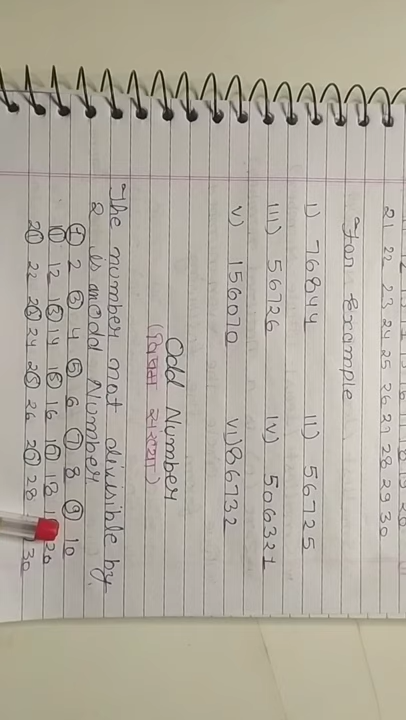 21 22 23 24 25 26 27 28 29 30
For Example
i) 76844 ii) 56725
iii) 56726 iv) 506327
v) 156070 vi) 86732
Odd Number
(विषम संख्या)
The number not divisible by
2 is an odd Number.
1 2 3 4 5 6 7 8 9 10
11 12 13 14 15 16 17 18 20
21 22 23 24 25 26 27 28 30